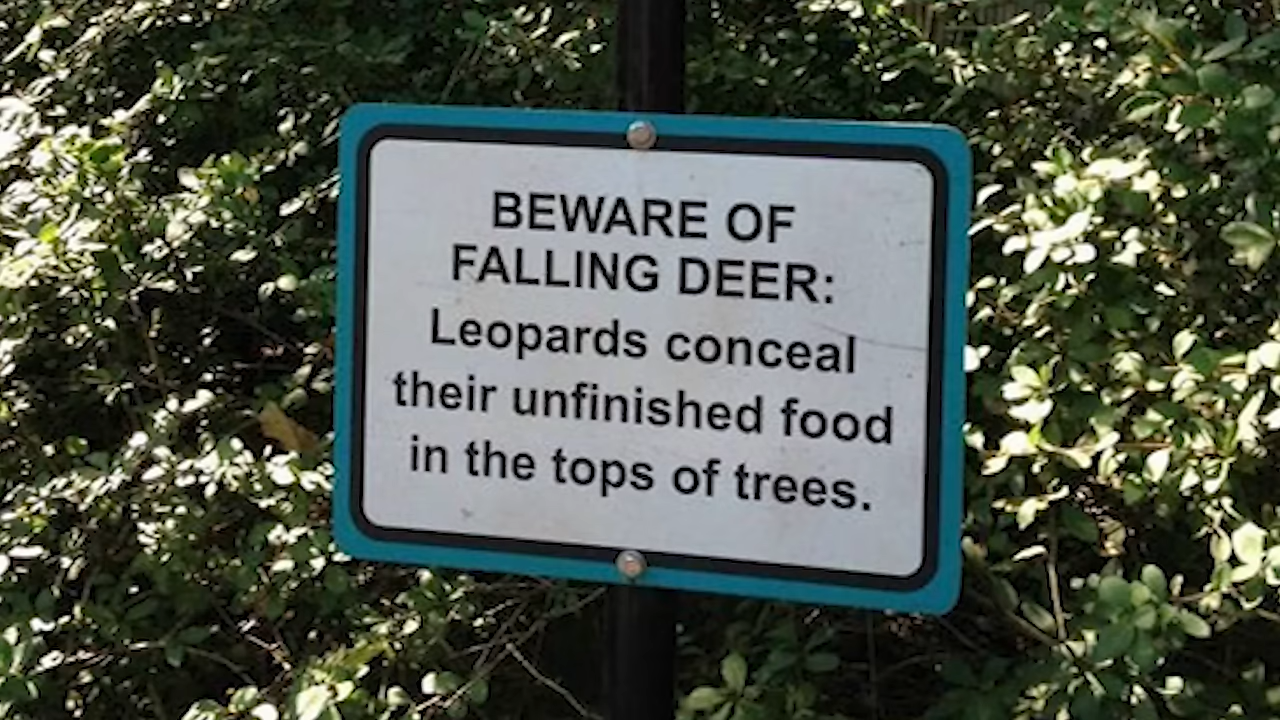 BEWARE OF
FALLING DEER:
Leopards conceal
their unfinished food
in the tops of trees.